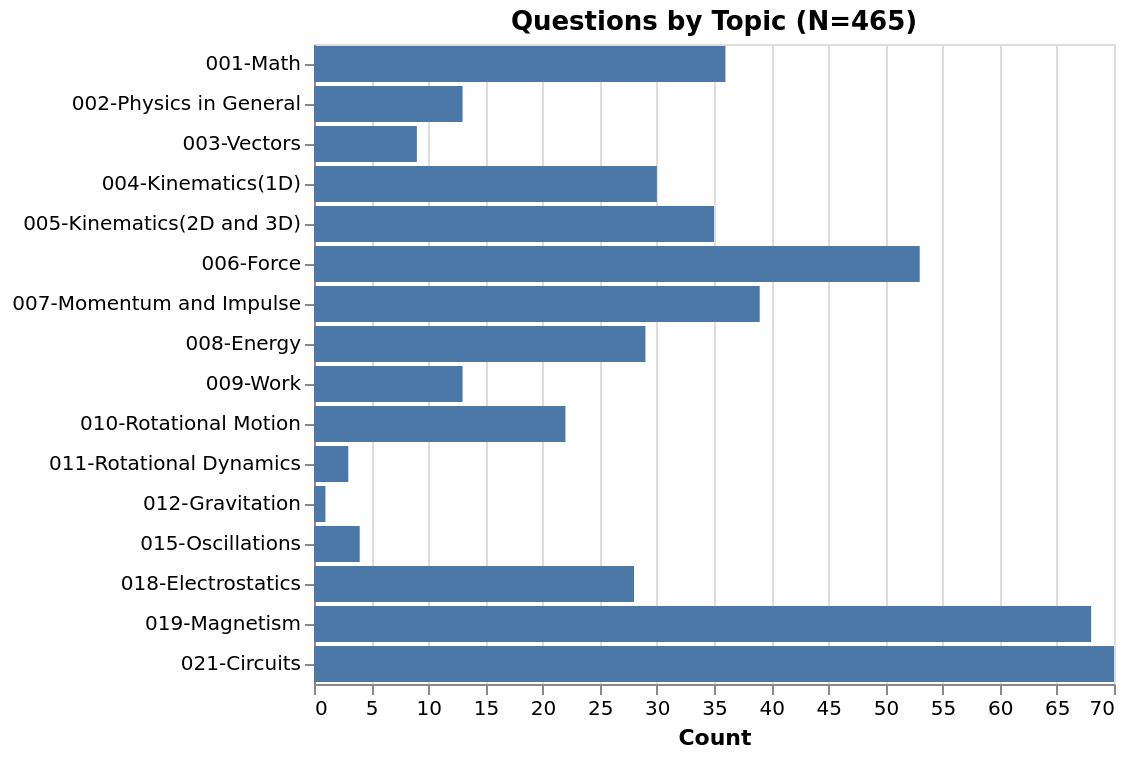 Questions by Topic (N=465)
001-Math
002-Physics in General
003-Vectors
004-Kinematics(1D)
005-Kinematics(2D and 3D)
006-Force
007-Momentum and Impulse
008-Energy
009-Work
010-Rotational Motion
011-Rotational Dynamics
012-Gravitation
015-Oscillations
018-Electrostatics
019-Magnetism
021-Circuits
0 5 10 15 20 25 30 35 40 45 50 55 60 65 70
Count